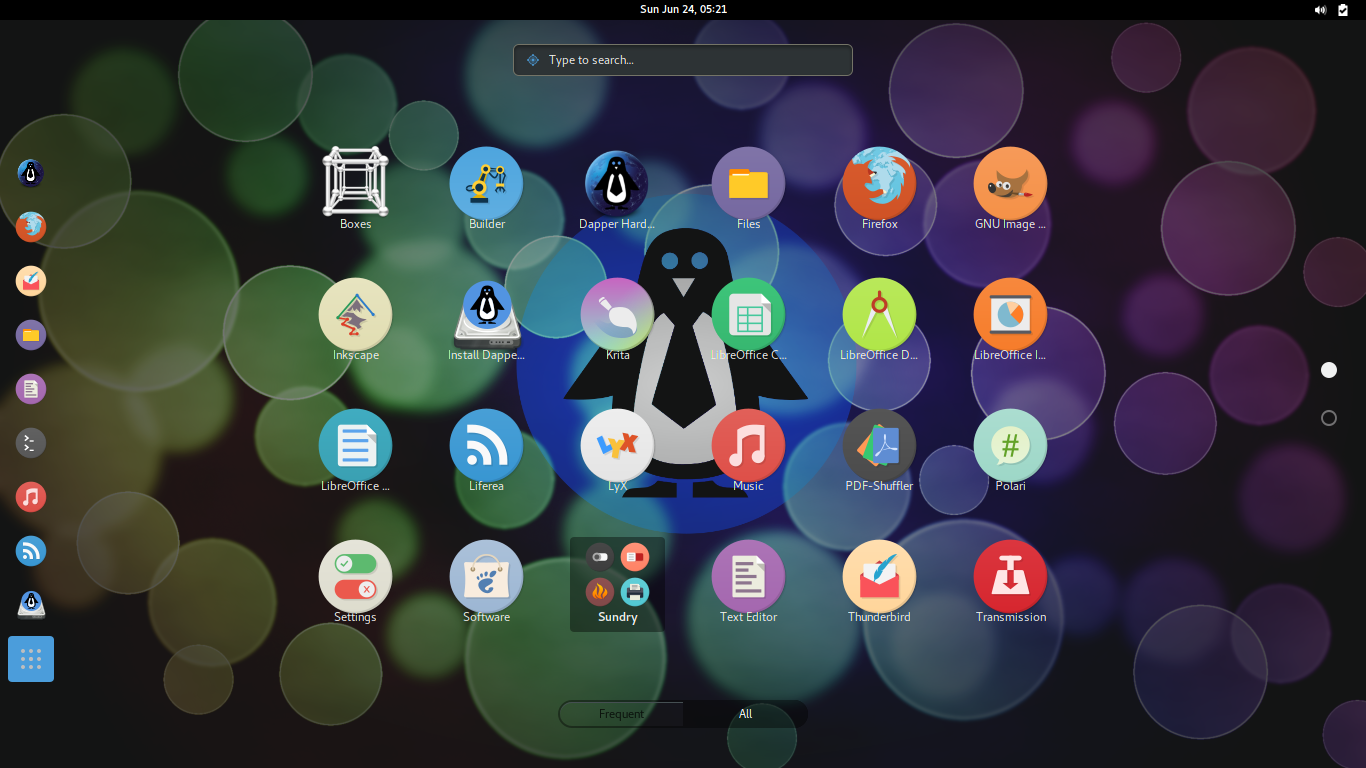 Sun Jun 24, 05:21
Type to search...
Boxes
Builder
Dapper Hard...
Files
Firefox
GNU Image ...
Inkscape
Install Dappe...
Krita
LibreOffice C...
LibreOffice D...
LibreOffice I...
LibreOffice ...
Liferea
LyX
Music
PDF-Shuffler
Polari
Settings
Software
Sundry
Text Editor
Thunderbird
Transmission
Frequent
All